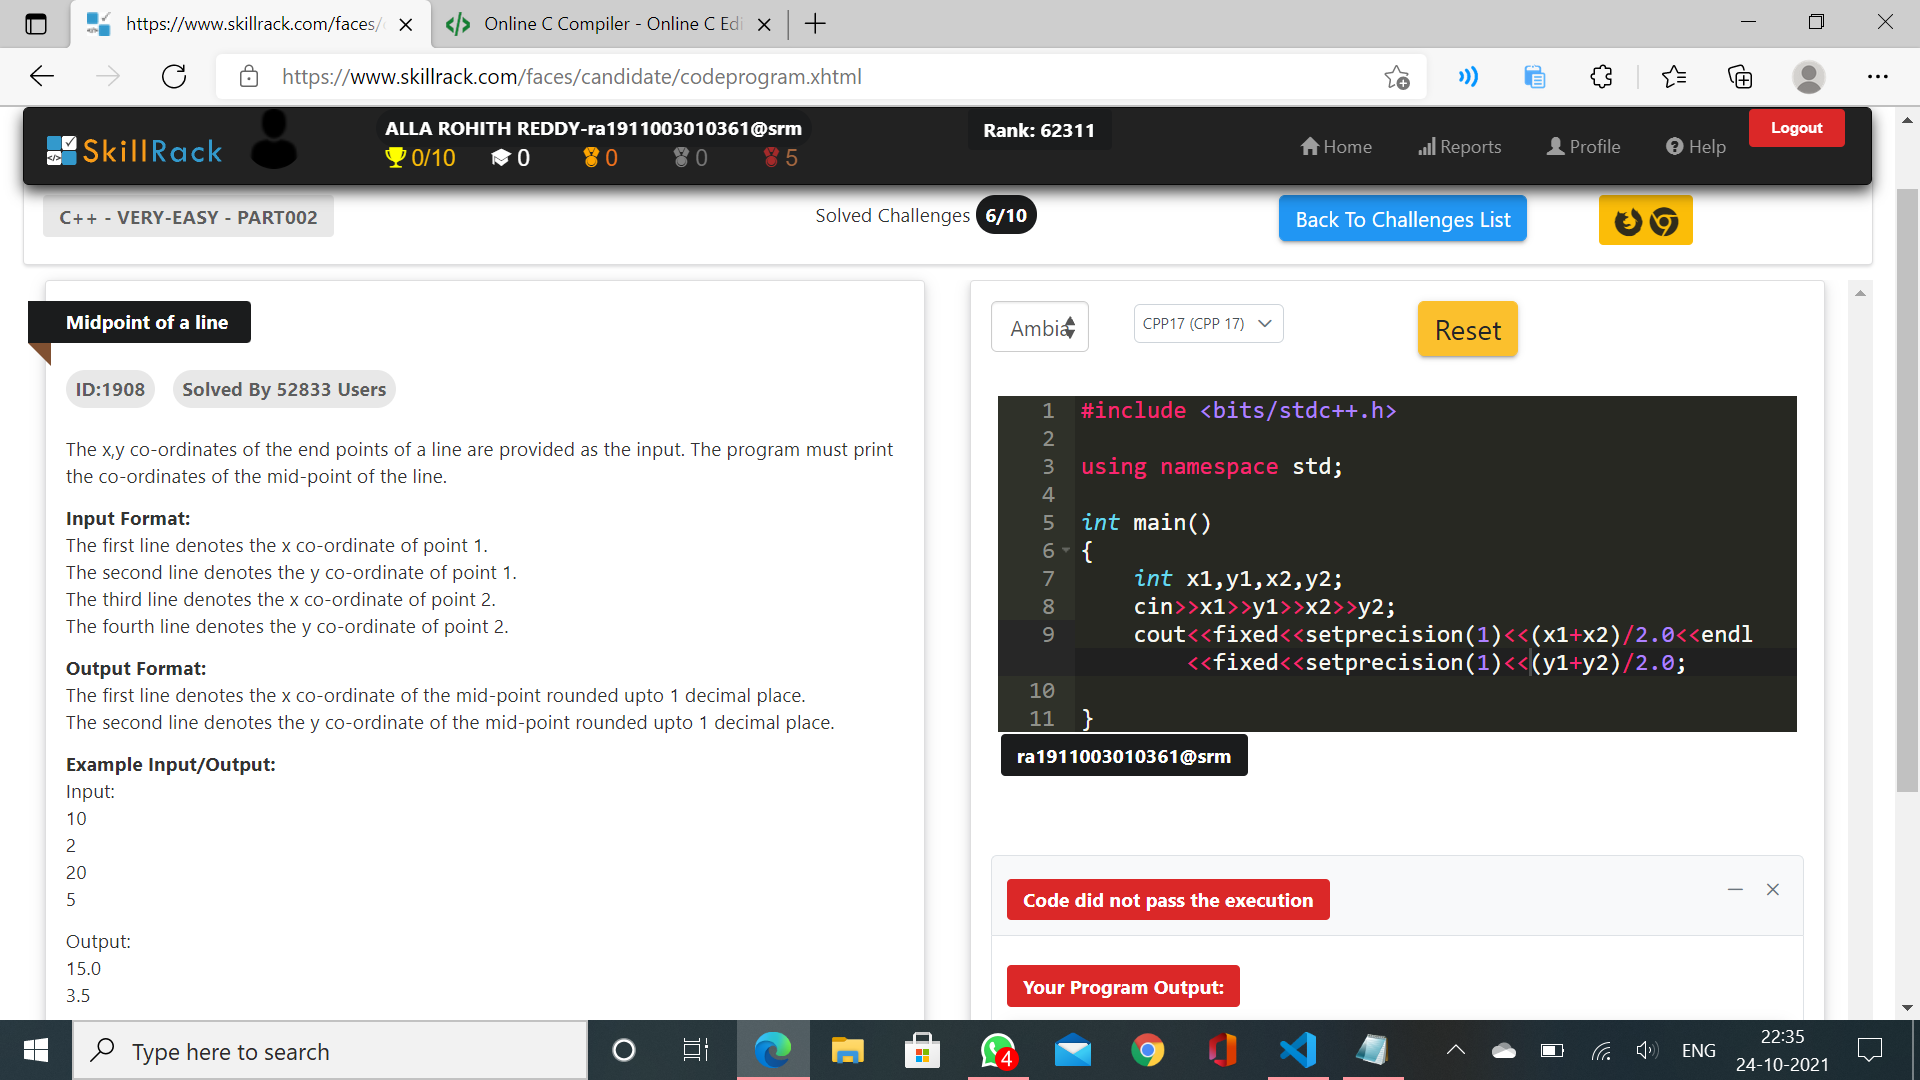 https://www.skillrack.com/faces/
Online C Compiler - Online C Edi
https://www.skillrack.com/faces/candidate/codeprogram.xhtml
SkillRack
ALLA ROHITH REDDY-ra1911003010361@srm
0/10 0 0 0 5
Rank: 62311
Home
Reports
Profile
Help
Logout
C++ - VERY-EASY - PART002
Solved Challenges 6/10
Back To Challenges List
Midpoint of a line
ID:1908
Solved By 52833 Users
The x,y co-ordinates of the end points of a line are provided as the input. The program must print
the co-ordinates of the mid-point of the line.
Input Format:
The first line denotes the x co-ordinate of point 1.
The second line denotes the y co-ordinate of point 1.
The third line denotes the x co-ordinate of point 2.
The fourth line denotes the y co-ordinate of point 2.
Output Format:
The first line denotes the x co-ordinate of the mid-point rounded upto 1 decimal place.
The second line denotes the y co-ordinate of the mid-point rounded upto 1 decimal place.
Example Input/Output:
Input:
10
2
20
5
Output:
15.0
3.5
Ambia
CPP17 (CPP 17)
Reset
1 #include <bits/stdc++.h>
2
3 using namespace std;
4
5 int main()
6 {
7 int x1,y1,x2,y2;
8 cin>>x1>>y1>>x2>>y2;
9 cout<<fixed<<setprecision(1)<<(x1+x2)/2.0<<endl
<<fixed<<setprecision(1)<<(y1+y2)/2.0;
10
11 }
ra1911003010361@srm
Code did not pass the execution
Your Program Output:
Type here to search
4
ENG
22:35
24-10-2021